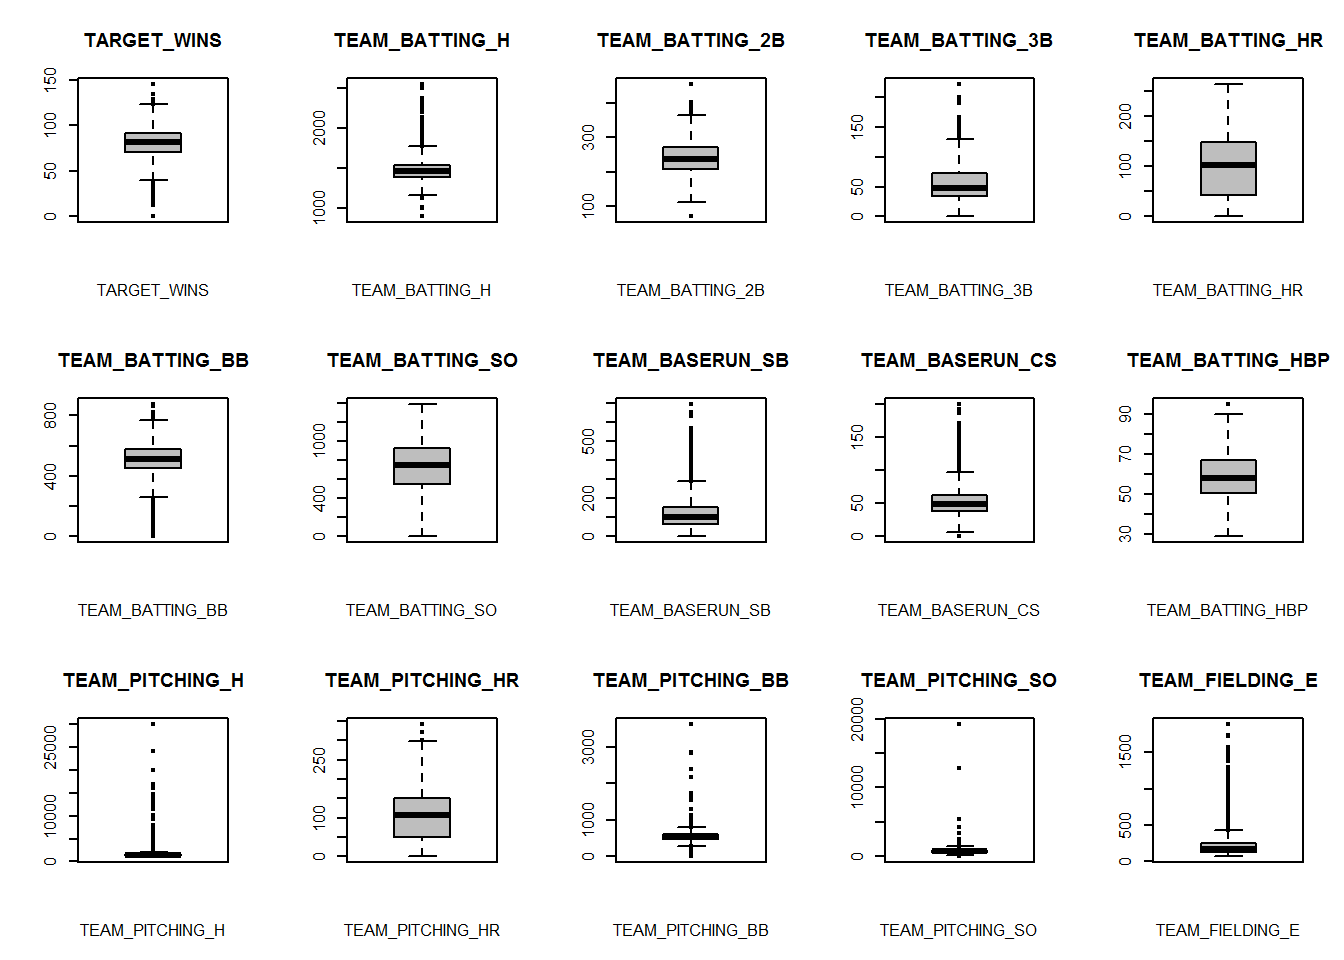 TARGET_WINS TEAM_BATTING_H TEAM_BATTING_2B TEAM_BATTING_3B TEAM_BATTING_HR
0 50 100 150
1000 2000
100 300
0 50 150
0 100 200
TARGET_WINS TEAM_BATTING_H TEAM_BATTING_2B TEAM_BATTING_3B TEAM_BATTING_HR
TEAM_BATTING_BB TEAM_BATTING_SO TEAM_BASERUN_SB TEAM_BASERUN_CS TEAM_BATTING_HBP
0 400 800
0 400 1000
0 200 500
0 50 150
30 50 70 90
TEAM_BATTING_BB TEAM_BATTING_SO TEAM_BASERUN_SB TEAM_BASERUN_CS TEAM_BATTING_HBP
TEAM_PITCHING_H TEAM_PITCHING_HR TEAM_PITCHING_BB TEAM_PITCHING_SO TEAM_FIELDING_E
0 10000 25000
0 100 250
0 1000 3000
0 10000 20000
0 500 1500
TEAM_PITCHING_H TEAM_PITCHING_HR TEAM_PITCHING_BB TEAM_PITCHING_SO TEAM_FIELDING_E